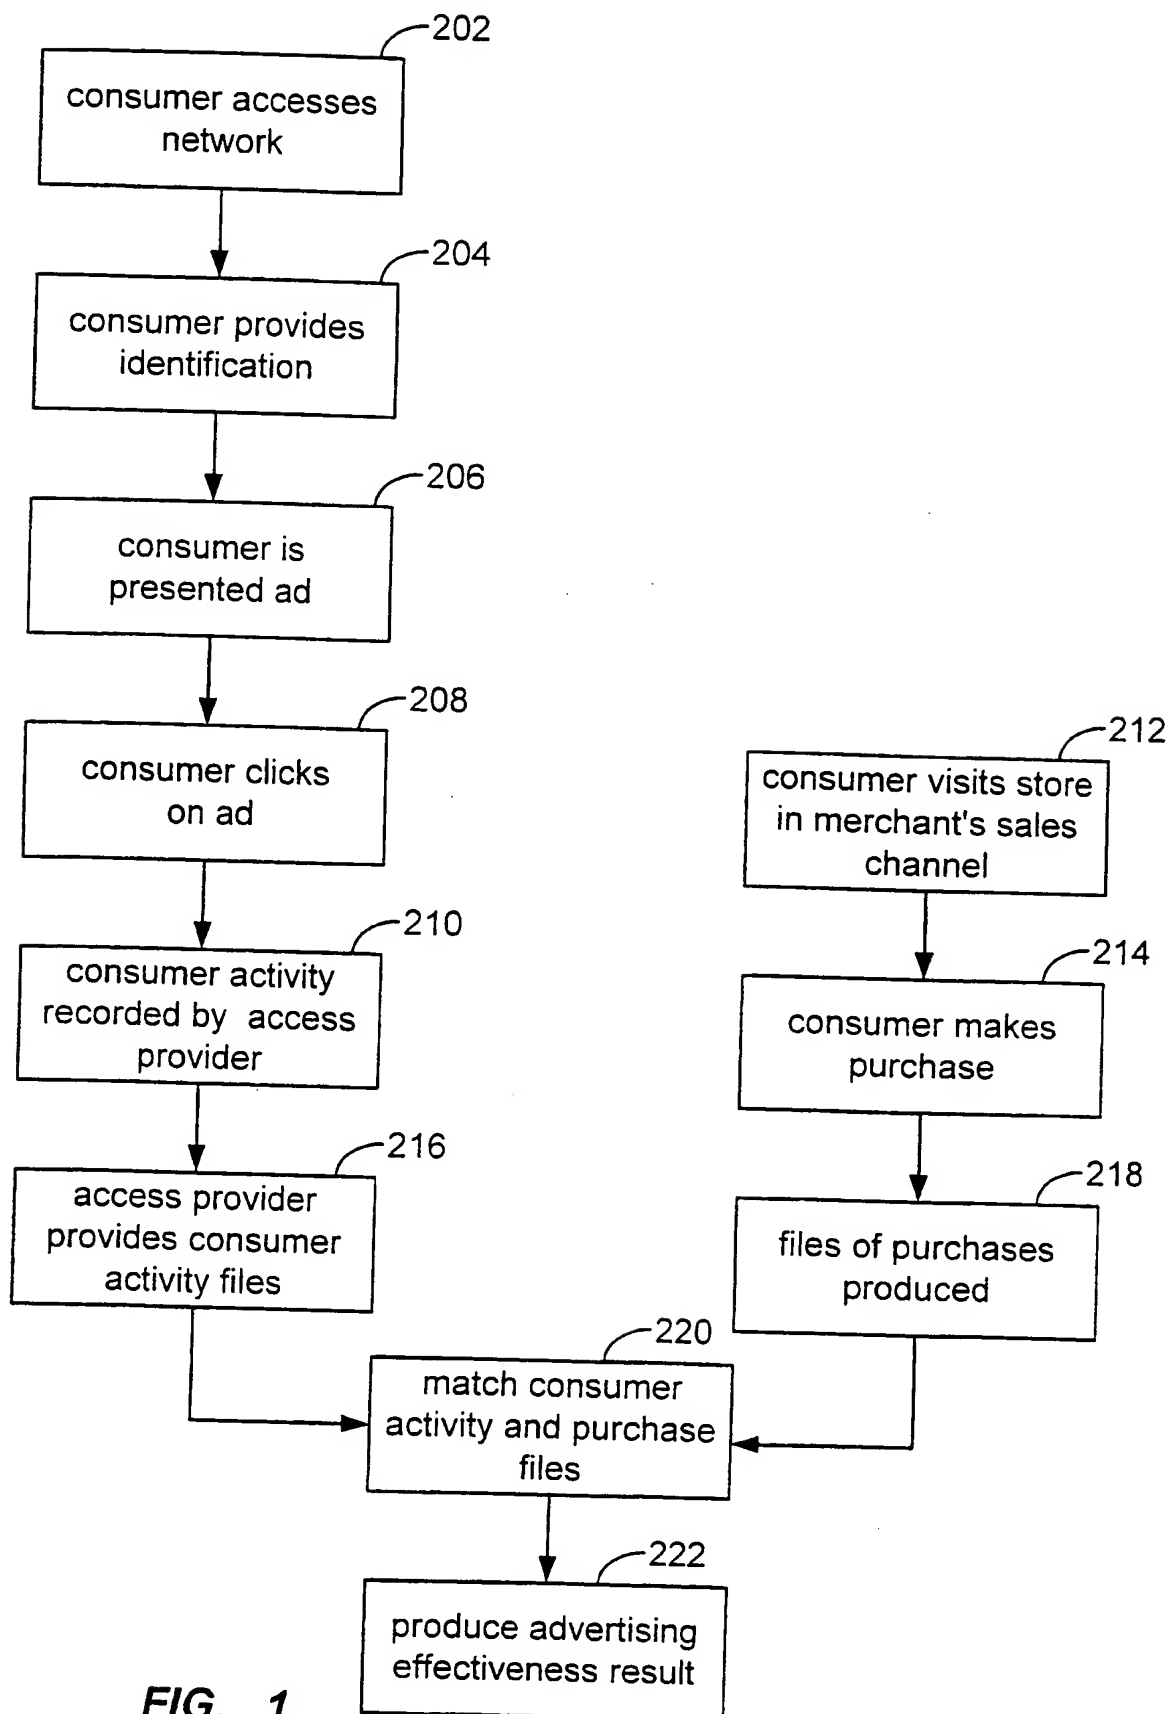 202
consumer accesses
network
204
consumer provides
identification
206
consumer is
presented ad
208
consumer clicks
on ad
210
consumer activity
recorded by access
provider
216
access provider
provides consumer
activity files
212
consumer visits store
in merchant's sales
channel
214
consumer makes
purchase
218
files of purchases
produced
220
match consumer
activity and purchase
files
222
produce advertising
effectiveness result
FIG. 1